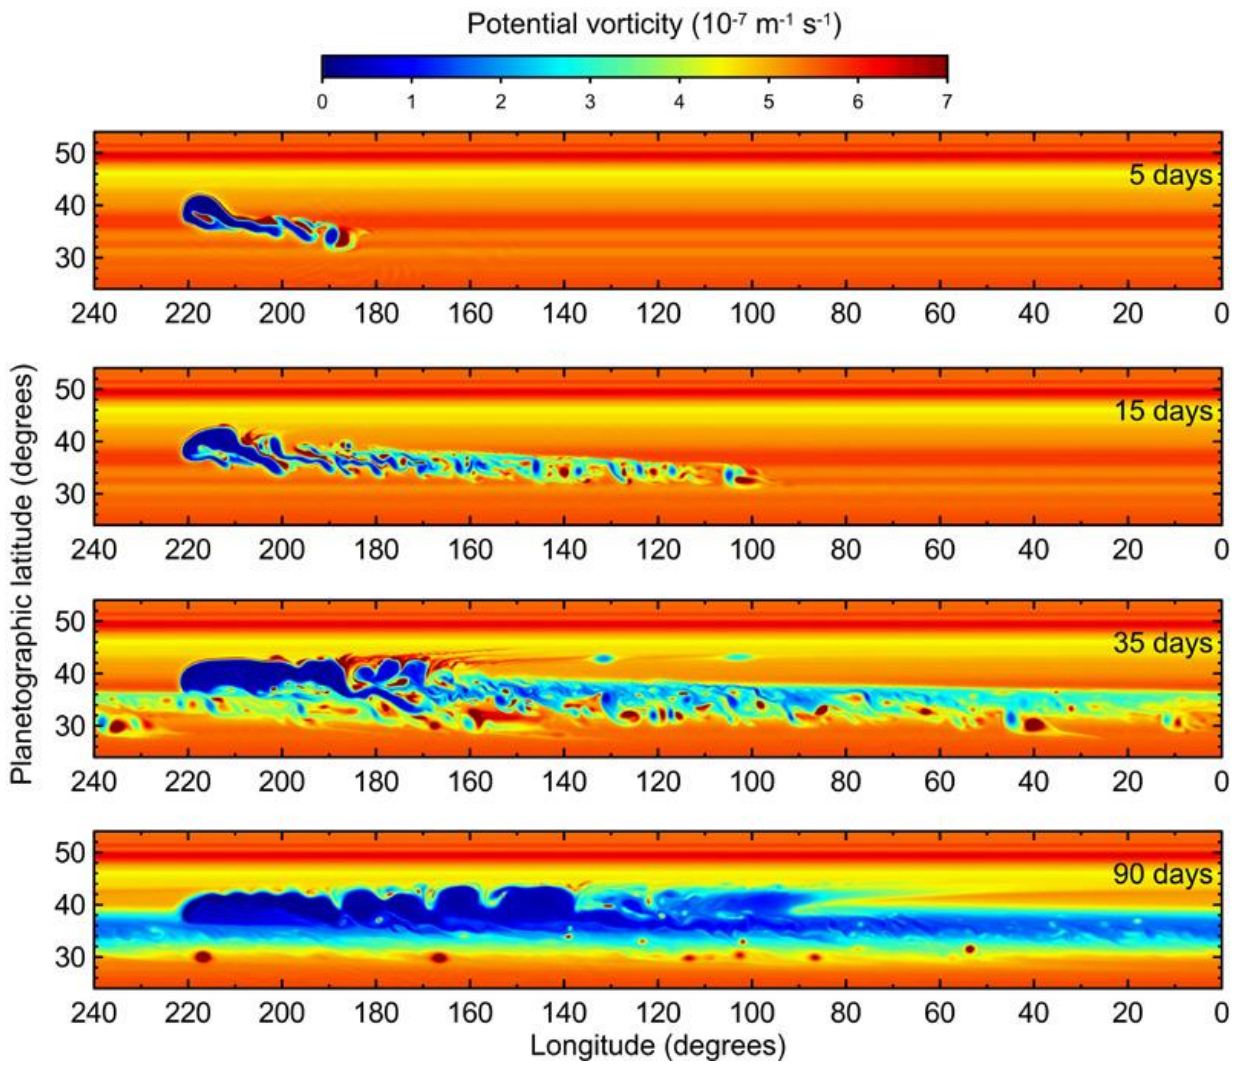 Potential vorticity (10⁻⁷ m⁻¹ s⁻¹)
0 1 2 3 4 5 6 7
Planetographic latitude (degrees)
50
5 days
40
30
240 220 200 180 160 140 120 100 80 60 40 20 0
50
15 days
40
30
240 220 200 180 160 140 120 100 80 60 40 20 0
50
35 days
40
30
240 220 200 180 160 140 120 100 80 60 40 20 0
50
90 days
40
30
240 220 200 180 160 140 120 100 80 60 40 20 0
Longitude (degrees)